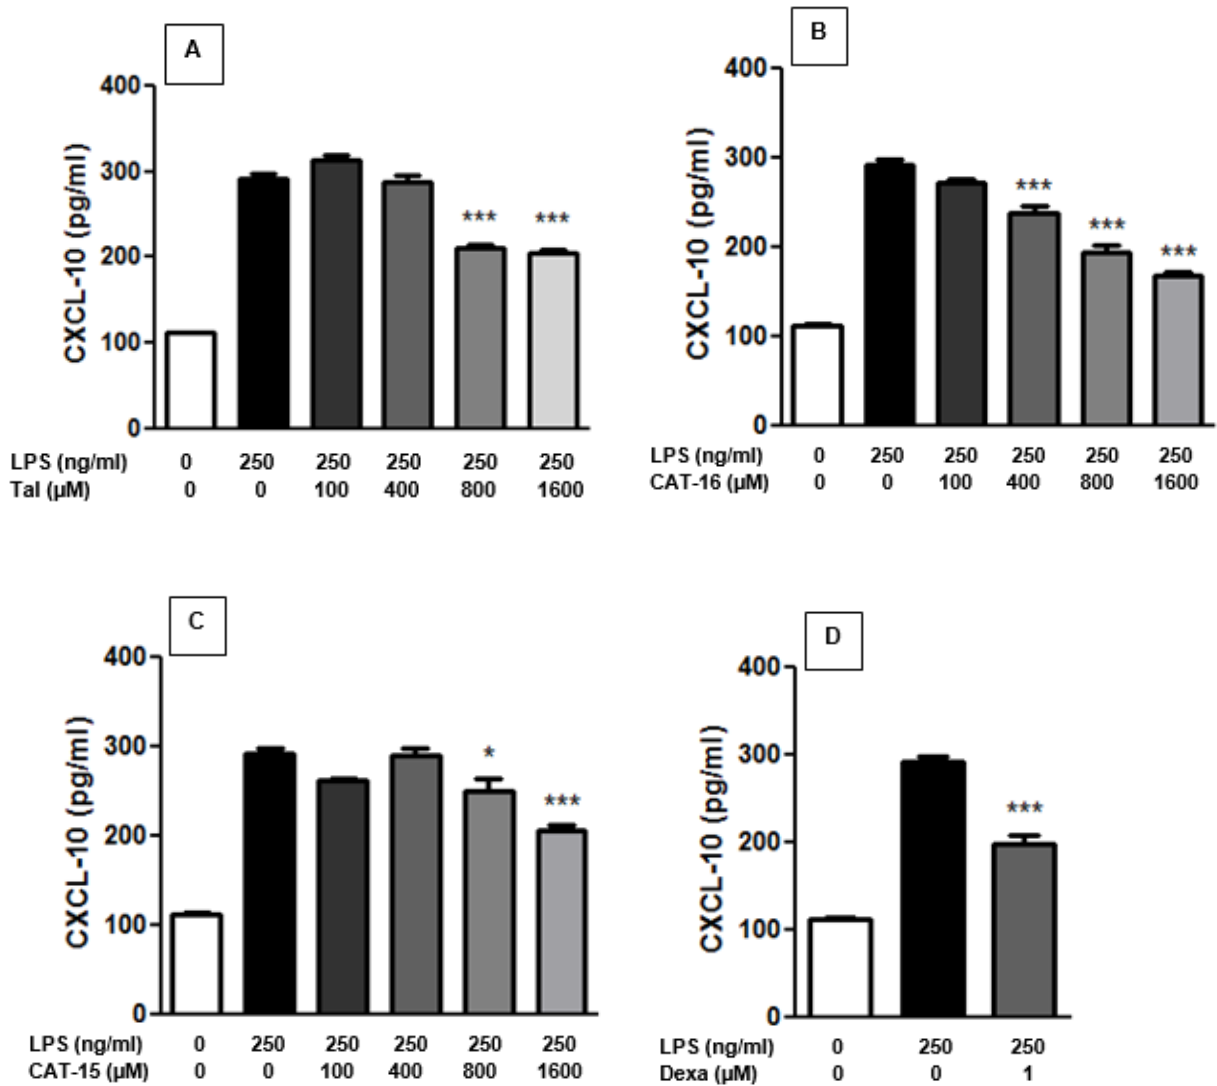 A
400
300
200
100
0
CXCL-10 (pg/ml)
*** ***
LPS (ng/ml) 0 250 250 250 250 250
Tal (µM) 0 0 100 400 800 1600
B
400
300
200
100
0
CXCL-10 (pg/ml)
***
***
***
LPS (ng/ml) 0 250 250 250 250 250
CAT-16 (µM) 0 0 100 400 800 1600
C
400
300
200
100
0
CXCL-10 (pg/ml)
*
***
LPS (ng/ml) 0 250 250 250 250 250
CAT-15 (µM) 0 0 100 400 800 1600
D
400
300
200
100
0
CXCL-10 (pg/ml)
***
LPS (ng/ml) 0 250 250
Dexa (µM) 0 0 1